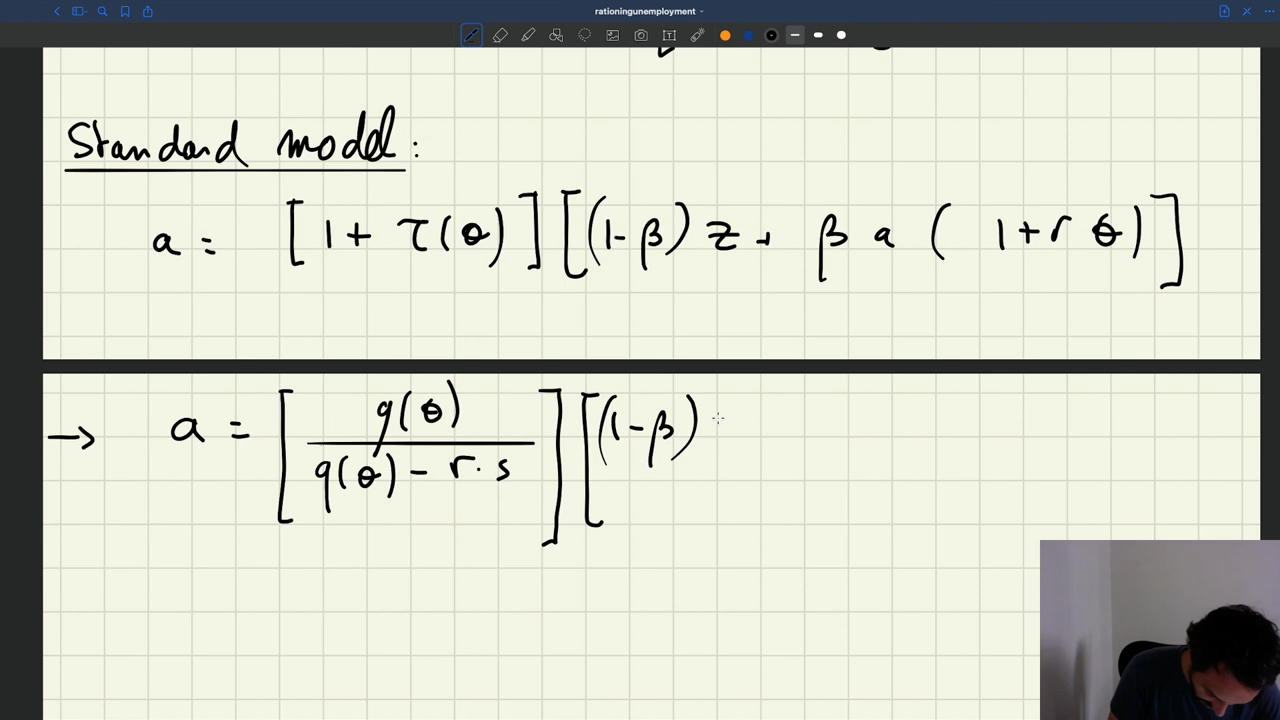 rationingunemployment
Standard model:
a = [1 + τ(θ)] [(1-β) z + β a ( 1+r θ)]
→ a = [ q(θ) / q(θ) - r·s ] [(1-β)